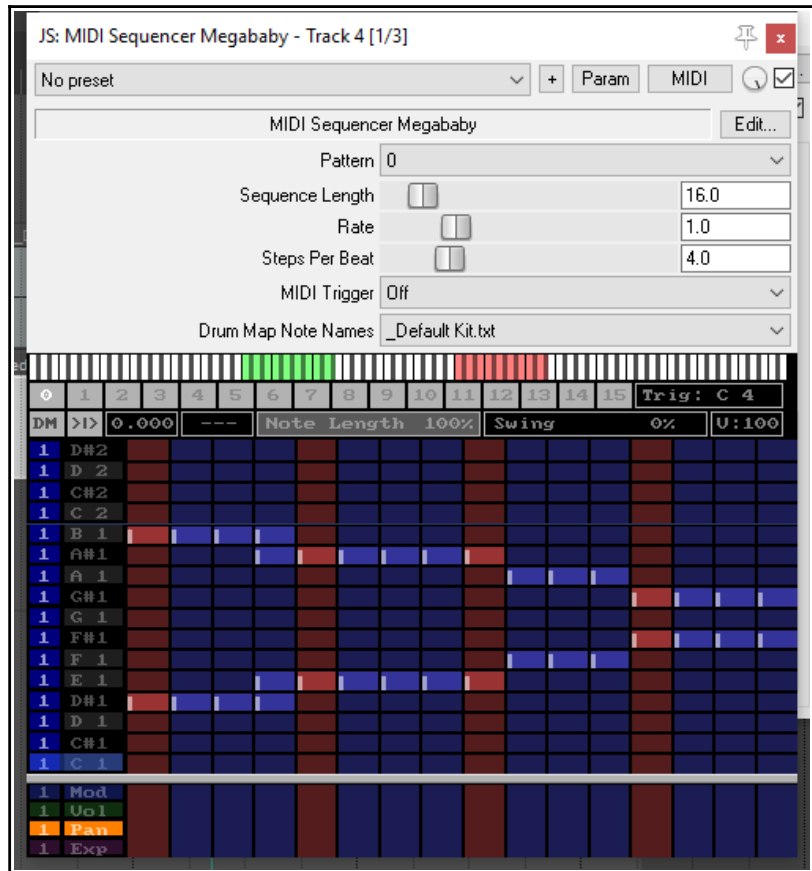 JS: MIDI Sequencer Megababy - Track 4 [1/3]
x
No preset
+ Param MIDI
MIDI Sequencer Megababy Edit...
Pattern 0
Sequence Length 16.0
Rate 1.0
Steps Per Beat 4.0
MIDI Trigger Off
Drum Map Note Names _Default Kit.txt
0 1 2 3 4 5 6 7 8 9 10 11 12 13 14 15 Trig: C 4
DM >I> 0.000 --- Note Length 100% Swing 0% V:100
1 D#2
1 D 2
1 C#2
1 C 2
1 B 1
1 A#1
1 A 1
1 G#1
1 G 1
1 F#1
1 F 1
1 E 1
1 D#1
1 D 1
1 C#1
1 C 1
1 Mod
1 Vol
1 Pan
1 Exp